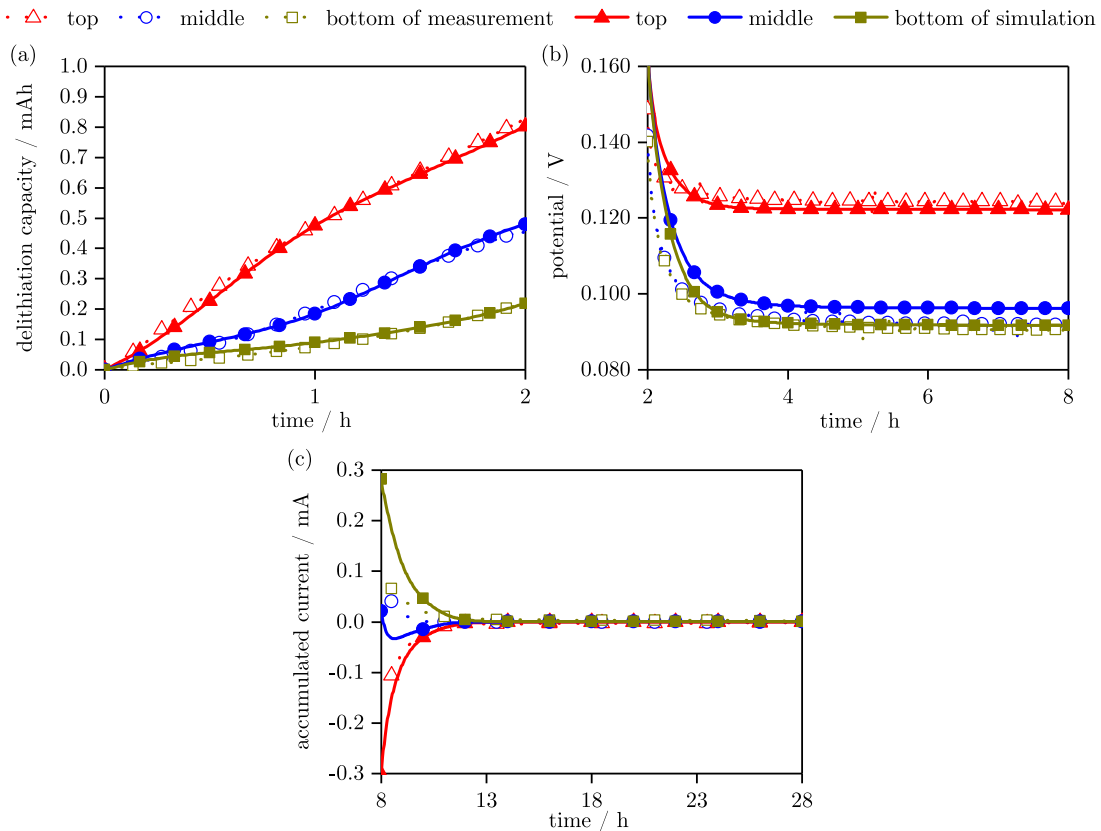 top middle bottom of measurement top middle bottom of simulation
(a)
delithiation capacity / mAh
1.0
0.9
0.8
0.7
0.6
0.5
0.4
0.3
0.2
0.1
0.0
0 1 2
time / h
(b)
potential / V
0.160
0.140
0.120
0.100
0.080
2 4 6 8
time / h
(c)
accumulated current / mA
0.3
0.2
0.1
0.0
-0.1
-0.2
-0.3
8 13 18 23 28
time / h